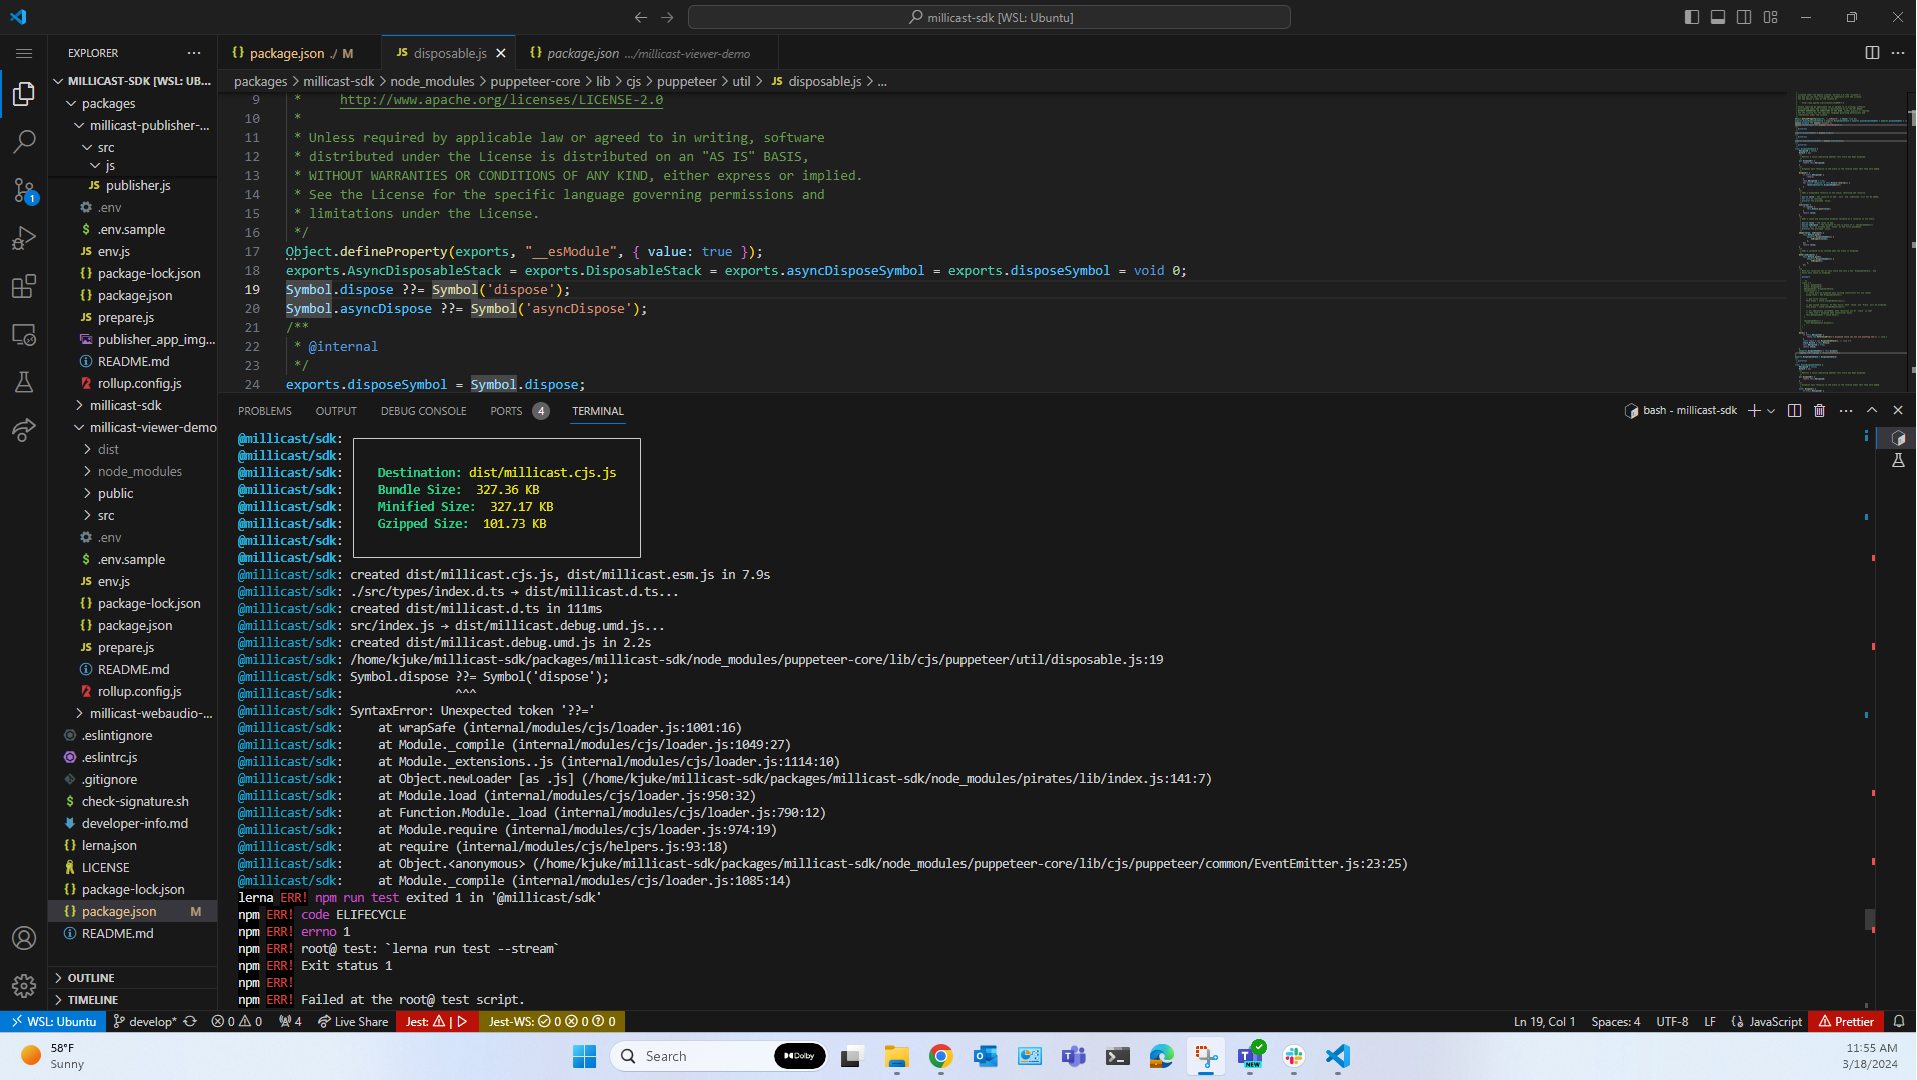 millicast-sdk [WSL: Ubuntu]
EXPLORER
package.json ./ M
disposable.js
package.json .../millicast-viewer-demo
MILLICAST-SDK [WSL: UB...
packages
millicast-publisher-...
src
js
publisher.js
.env
.env.sample
env.js
package-lock.json
package.json
prepare.js
publisher_app_img...
README.md
rollup.config.js
millicast-sdk
millicast-viewer-demo
dist
node_modules
public
src
.env
.env.sample
env.js
package-lock.json
package.json
prepare.js
README.md
rollup.config.js
millicast-webaudio-...
.eslintignore
.eslintrc.js
.gitignore
check-signature.sh
developer-info.md
lerna.json
LICENSE
package-lock.json
package.json M
README.md
OUTLINE
TIMELINE
1
packages > millicast-sdk > node_modules > puppeteer-core > lib > cjs > puppeteer > util > JS disposable.js > ...
9 * http://www.apache.org/licenses/LICENSE-2.0
10 *
11 * Unless required by applicable law or agreed to in writing, software
12 * distributed under the License is distributed on an "AS IS" BASIS,
13 * WITHOUT WARRANTIES OR CONDITIONS OF ANY KIND, either express or implied.
14 * See the License for the specific language governing permissions and
15 * limitations under the License.
16 */
17 Object.defineProperty(exports, "__esModule", { value: true });
18 exports.AsyncDisposableStack = exports.DisposableStack = exports.asyncDisposeSymbol = exports.disposeSymbol = void 0;
19 Symbol.dispose ??= Symbol('dispose');
20 Symbol.asyncDispose ??= Symbol('asyncDispose');
21 /**
22 * @internal
23 */
24 exports.disposeSymbol = Symbol.dispose;
PROBLEMS OUTPUT DEBUG CONSOLE PORTS 4 TERMINAL
bash - millicast-sdk
@millicast/sdk:
@millicast/sdk:
@millicast/sdk: Destination: dist/millicast.cjs.js
@millicast/sdk: Bundle Size: 327.36 KB
@millicast/sdk: Minified Size: 327.17 KB
@millicast/sdk: Gzipped Size: 101.73 KB
@millicast/sdk:
@millicast/sdk:
@millicast/sdk: created dist/millicast.cjs.js, dist/millicast.esm.js in 7.9s
@millicast/sdk: ./src/types/index.d.ts → dist/millicast.d.ts...
@millicast/sdk: created dist/millicast.d.ts in 111ms
@millicast/sdk: src/index.js → dist/millicast.debug.umd.js...
@millicast/sdk: created dist/millicast.debug.umd.js in 2.2s
@millicast/sdk: /home/kjuke/millicast-sdk/packages/millicast-sdk/node_modules/puppeteer-core/lib/cjs/puppeteer/util/disposable.js:19
@millicast/sdk: Symbol.dispose ??= Symbol('dispose');
@millicast/sdk: ^^^
@millicast/sdk: SyntaxError: Unexpected token '??='
@millicast/sdk: at wrapSafe (internal/modules/cjs/loader.js:1001:16)
@millicast/sdk: at Module._compile (internal/modules/cjs/loader.js:1049:27)
@millicast/sdk: at Module._extensions..js (internal/modules/cjs/loader.js:1114:10)
@millicast/sdk: at Object.newLoader [as .js] (/home/kjuke/millicast-sdk/packages/millicast-sdk/node_modules/pirates/lib/index.js:141:7)
@millicast/sdk: at Module.load (internal/modules/cjs/loader.js:950:32)
@millicast/sdk: at Function.Module._load (internal/modules/cjs/loader.js:790:12)
@millicast/sdk: at Module.require (internal/modules/cjs/loader.js:974:19)
@millicast/sdk: at require (internal/modules/cjs/helpers.js:93:18)
@millicast/sdk: at Object.<anonymous> (/home/kjuke/millicast-sdk/packages/millicast-sdk/node_modules/puppeteer-core/lib/cjs/puppeteer/common/EventEmitter.js:23:25)
@millicast/sdk: at Module._compile (internal/modules/cjs/loader.js:1085:14)
lerna ERR! npm run test exited 1 in '@millicast/sdk'
npm ERR! code ELIFECYCLE
npm ERR! errno 1
npm ERR! root@ test: `lerna run test --stream`
npm ERR! Exit status 1
npm ERR!
npm ERR! Failed at the root@ test script.
WSL: Ubuntu develop* 0 0 4 Live Share Jest: Jest-WS: 0 0 0
Ln 19, Col 1 Spaces: 4 UTF-8 LF JavaScript Prettier
58°F
Sunny
Search
Dolby
NEW
11:55 AM
3/18/2024